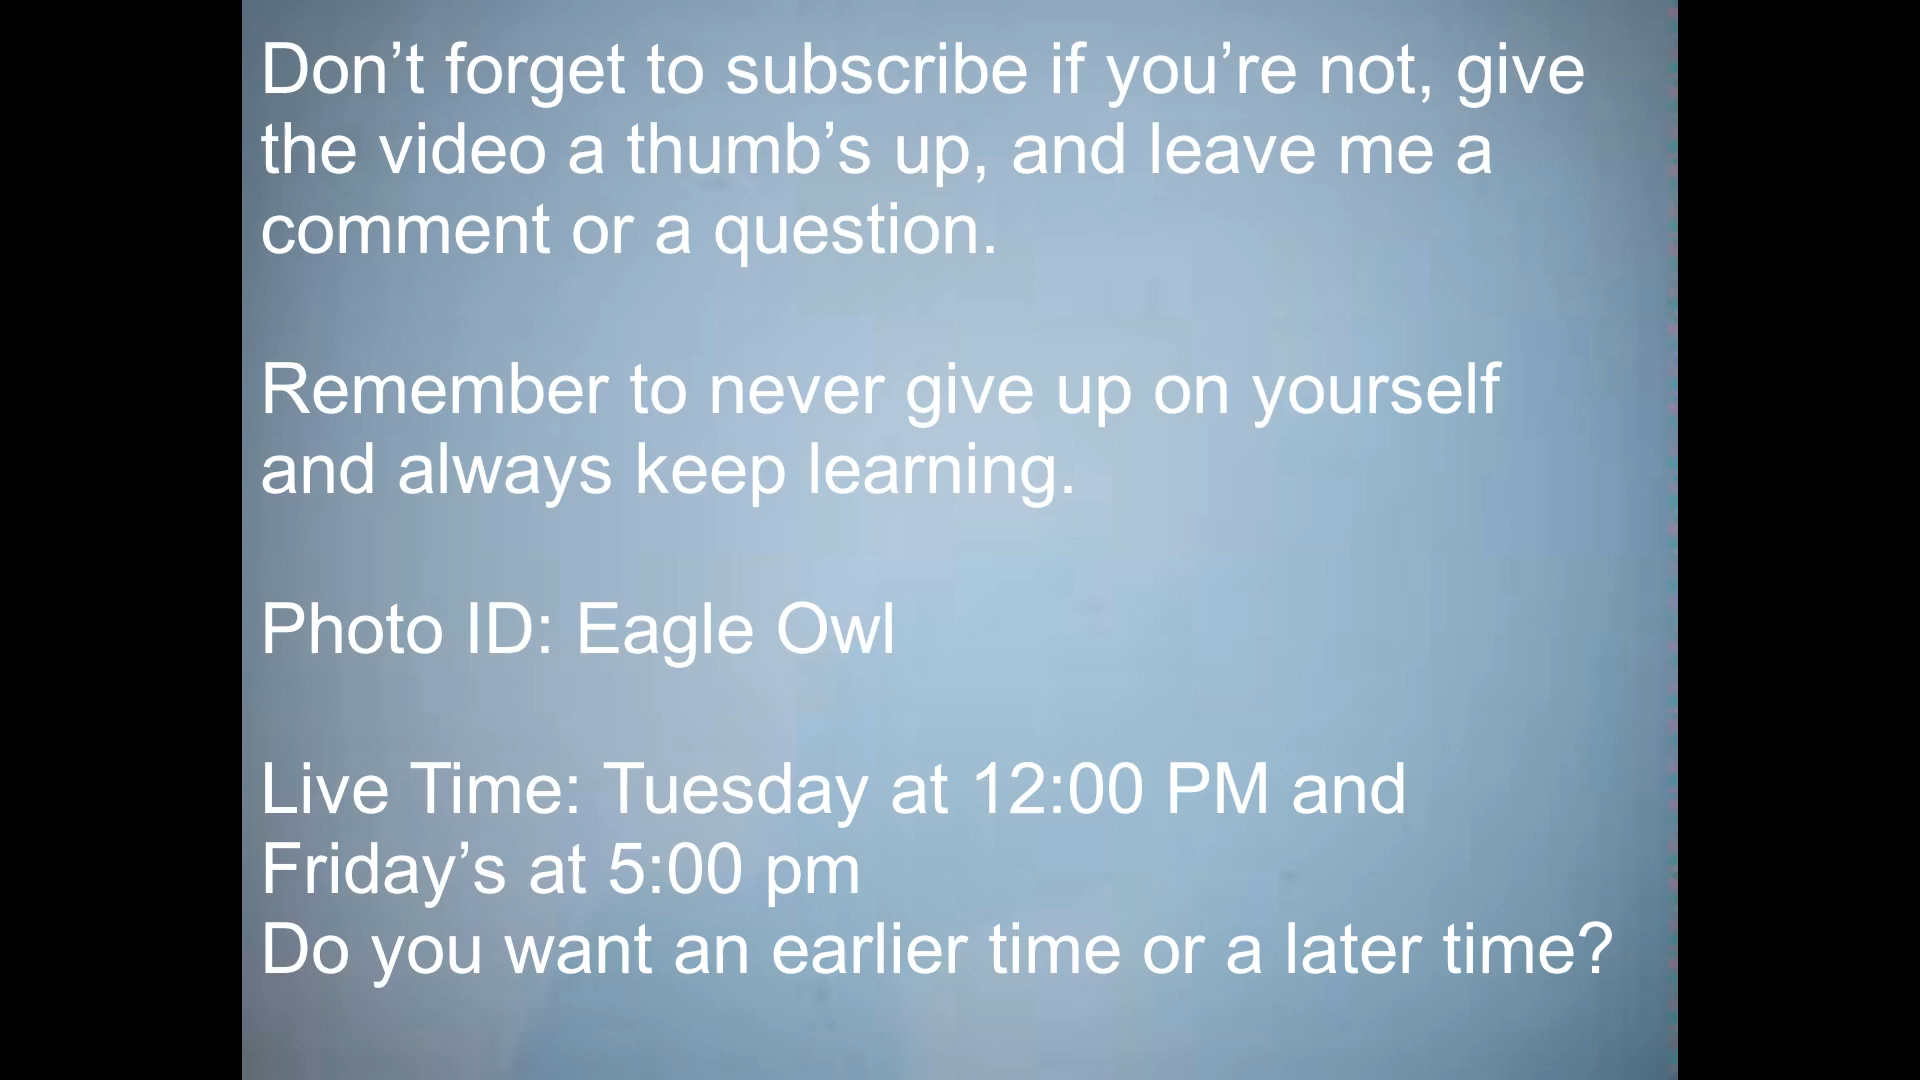 Don’t forget to subscribe if you’re not, give
the video a thumb’s up, and leave me a
comment or a question.
Remember to never give up on yourself
and always keep learning.
Photo ID: Eagle Owl
Live Time: Tuesday at 12:00 PM and
Friday’s at 5:00 pm
Do you want an earlier time or a later time?